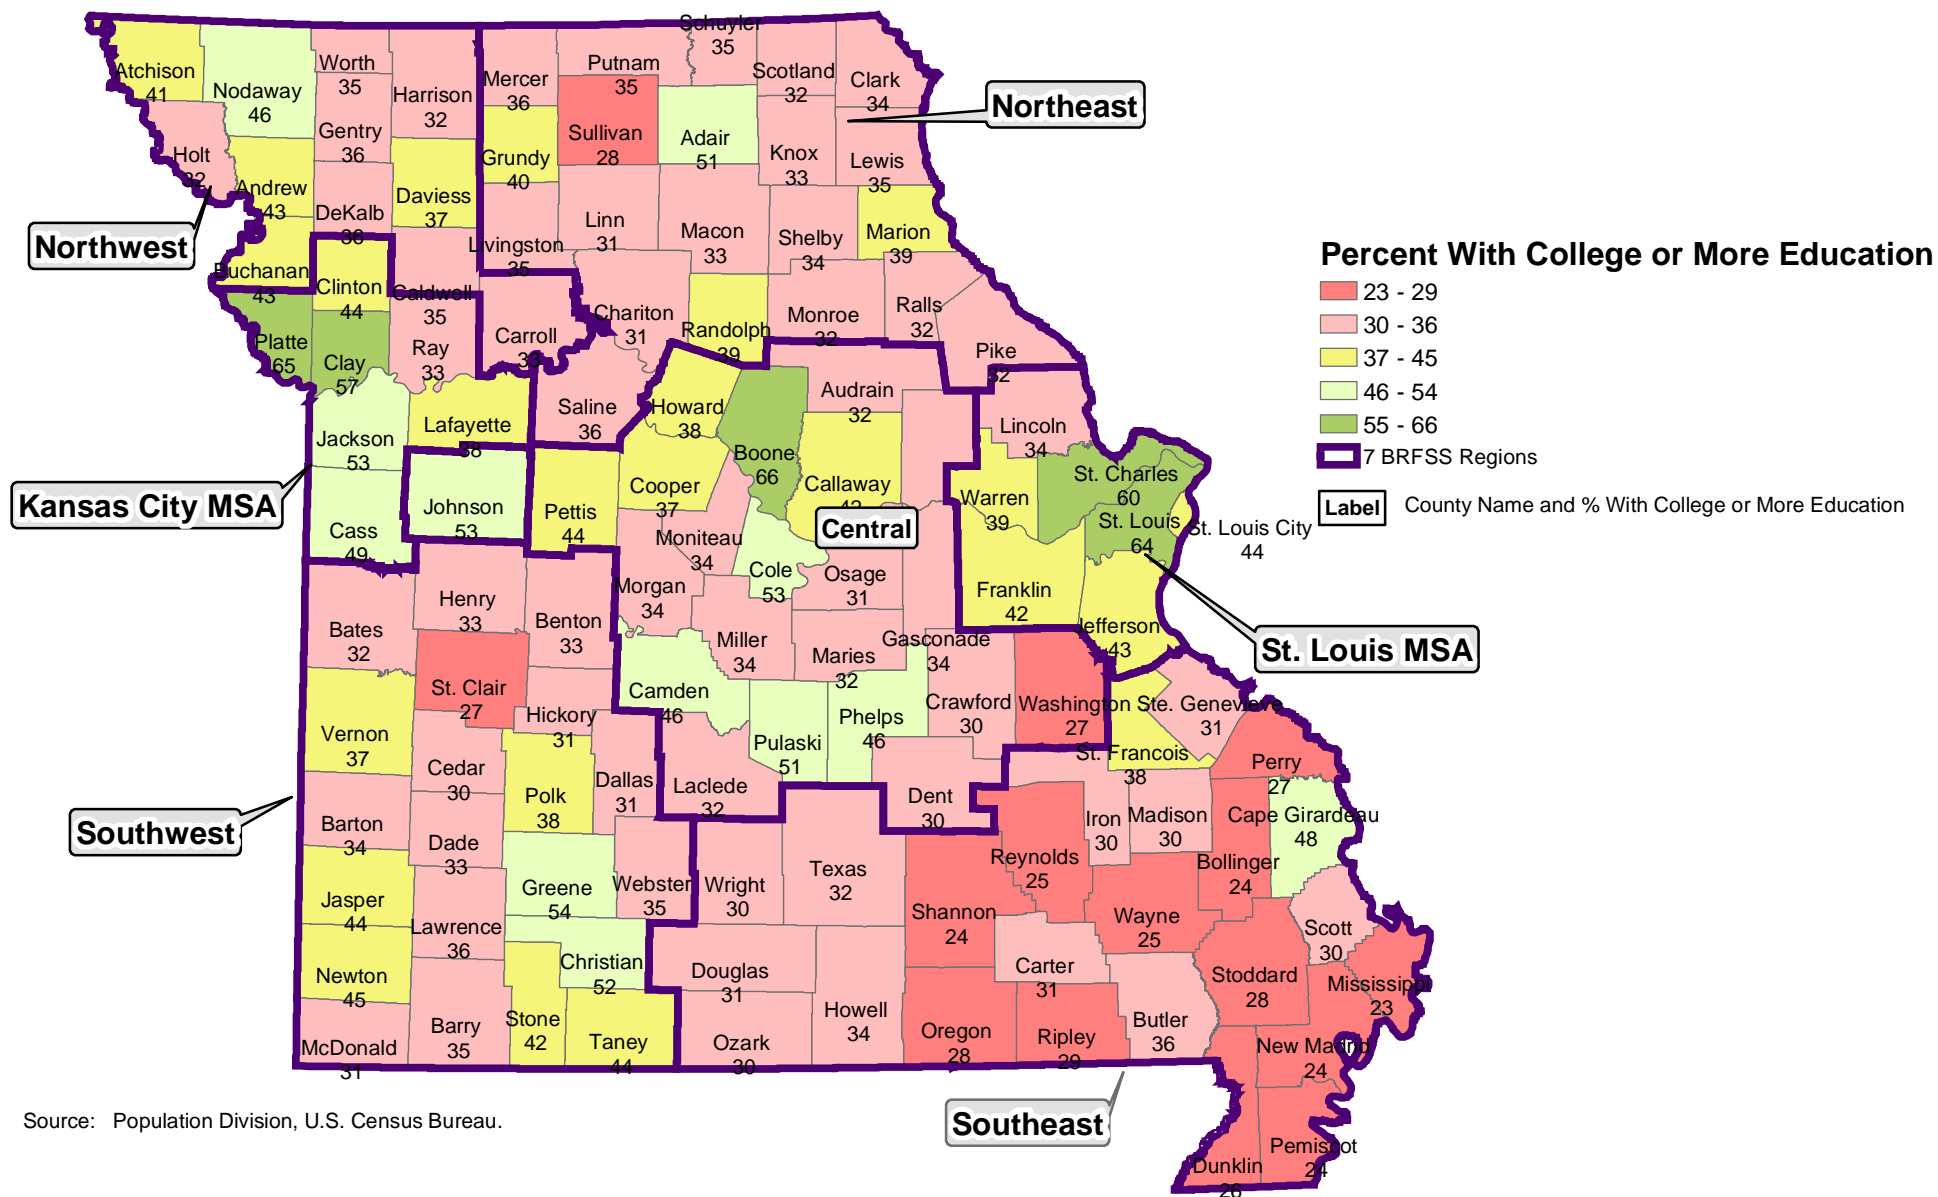 Schuyler
35
Worth
35
Putnam
35
Atchison
41
Nodaway
46
Harrison
32
Mercer
36
Scotland
32
Clark
34
Northeast
Gentry
36
Sullivan
28
Adair
51
Holt
32
Grundy
40
Knox
33
Lewis
35
Andrew
43
Daviess
37
DeKalb
36
Linn
31
Macon
33
Shelby
34
Marion
39
Northwest
Livingston
35
Buchanan
43
Clinton
44
Caldwell
35
Chariton
31
Randolph
39
Monroe
32
Ralls
32
Percent With College or More Education
23 - 29
30 - 36
37 - 45
46 - 54
55 - 66
7 BRFSS Regions
Label
County Name and % With College or More Education
Platte
65
Clay
57
Ray
33
Carroll
33
Pike
32
Audrain
32
Saline
36
Howard
38
Lafayette
38
Jackson
53
Lincoln
34
Boone
66
St. Charles
60
Kansas City MSA
Cooper
37
Callaway
42
Warren
39
Johnson
53
Pettis
44
Cass
49
Central
St. Louis
64
St. Louis City
44
Moniteau
34
Cole
53
Osage
31
Morgan
34
Franklin
42
Henry
33
Benton
33
Bates
32
Miller
34
Maries
32
Gasconade
34
Jefferson
43
St. Louis MSA
St. Clair
27
Camden
46
Hickory
31
Crawford
30
Washington
27
Ste. Genevieve
31
Vernon
37
Phelps
46
Pulaski
51
St. Francois
38
Perry
27
Cedar
30
Dallas
31
Laclede
32
Polk
38
Dent
30
Southwest
Barton
34
Dade
33
Iron
30
Madison
30
Cape Girardeau
48
Reynolds
25
Bollinger
24
Texas
32
Greene
54
Webster
35
Wright
30
Jasper
44
Lawrence
36
Shannon
24
Wayne
25
Scott
30
Newton
45
Christian
52
Douglas
31
Carter
31
Stoddard
28
Mississippi
23
Stone
42
Howell
34
Barry
35
Taney
44
Ozark
30
Oregon
28
Ripley
29
Butler
36
McDonald
31
New Madrid
24
Source: Population Division, U.S. Census Bureau.
Southeast
Pemiscot
24
Dunklin
26